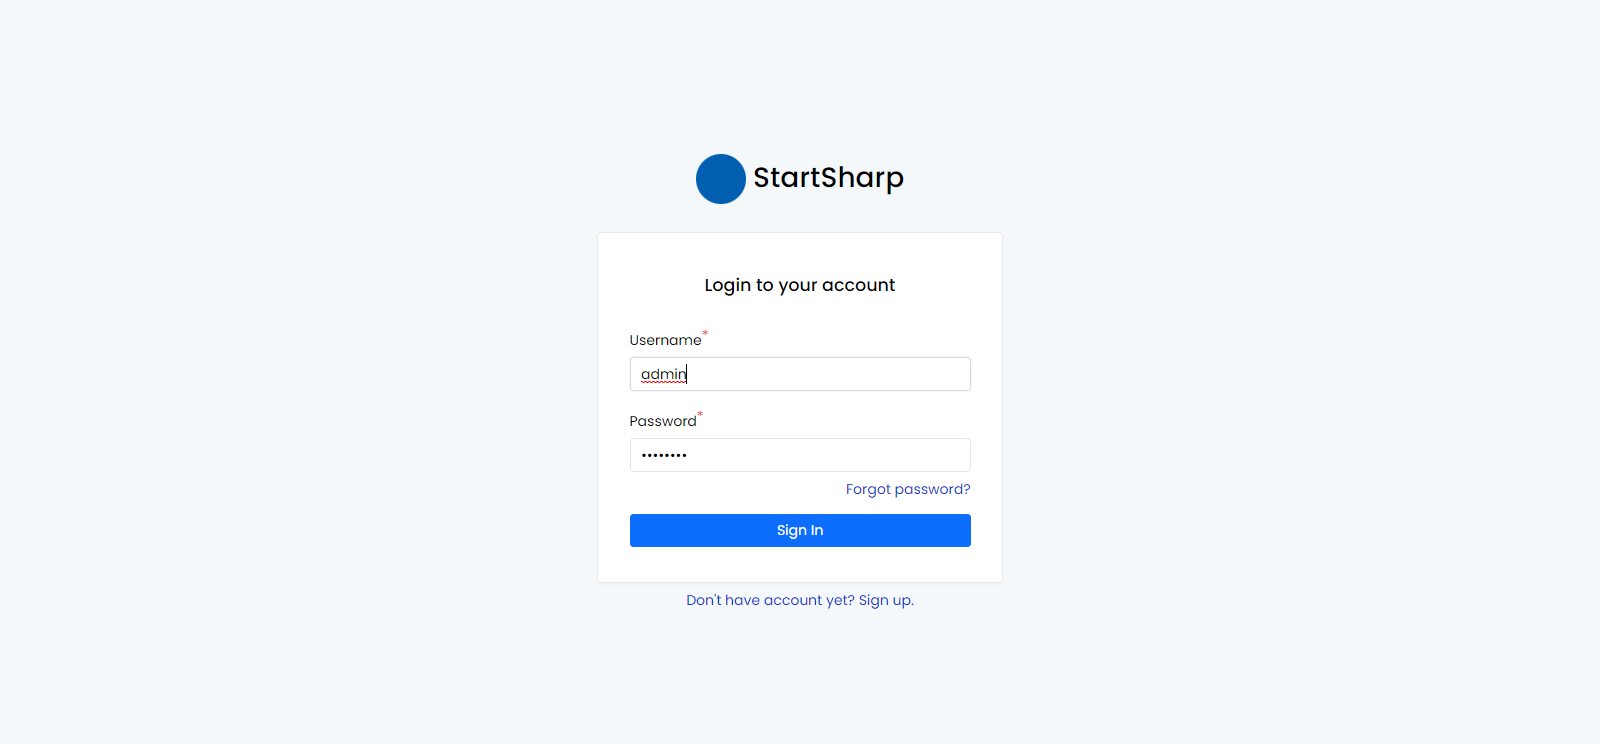 StartSharp
Login to your account
Username*
admin
Password*
••••••••
Forgot password?
Sign In
Don't have account yet? Sign up.